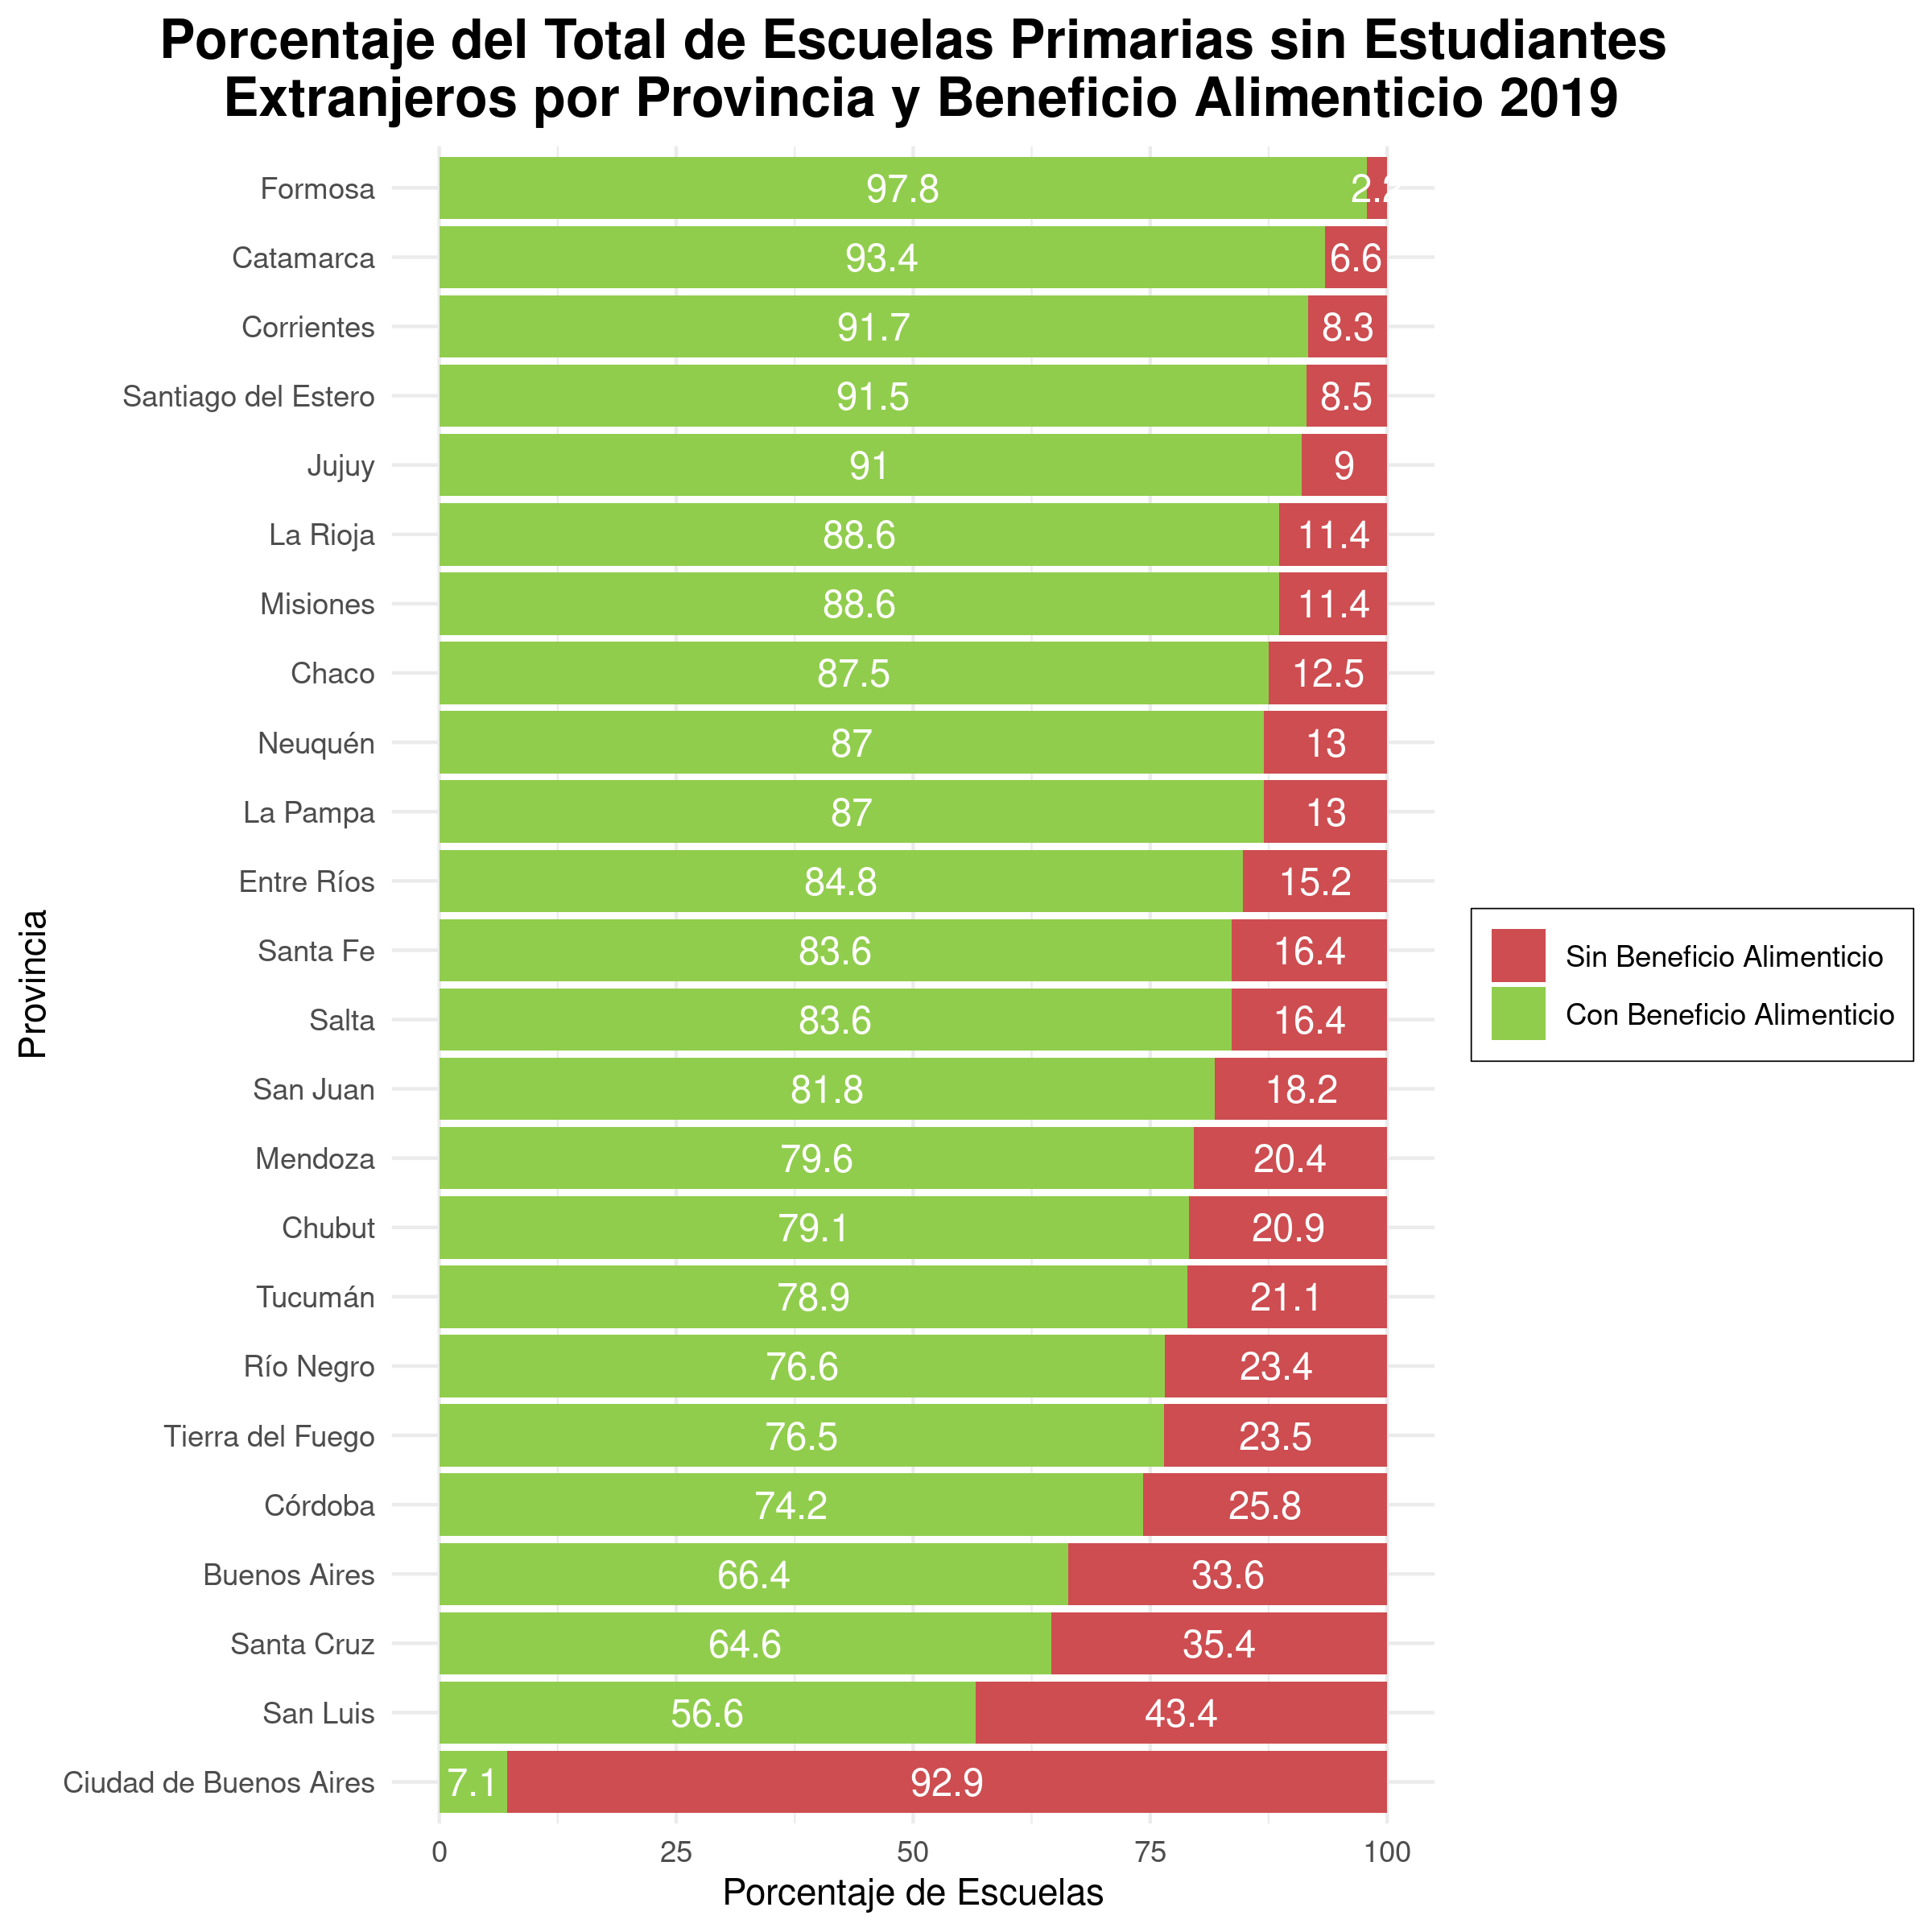 Porcentaje del Total de Escuelas Primarias sin Estudiantes
Extranjeros por Provincia y Beneficio Alimenticio 2019
Formosa 97.8 2.2
Catamarca 93.4 6.6
Corrientes 91.7 8.3
Santiago del Estero 91.5 8.5
Jujuy 91 9
La Rioja 88.6 11.4
Misiones 88.6 11.4
Chaco 87.5 12.5
Neuquén 87 13
La Pampa 87 13
Entre Ríos 84.8 15.2
Santa Fe 83.6 16.4
Salta 83.6 16.4
San Juan 81.8 18.2
Mendoza 79.6 20.4
Chubut 79.1 20.9
Tucumán 78.9 21.1
Río Negro 76.6 23.4
Tierra del Fuego 76.5 23.5
Córdoba 74.2 25.8
Buenos Aires 66.4 33.6
Santa Cruz 64.6 35.4
San Luis 56.6 43.4
Ciudad de Buenos Aires 7.1 92.9
0 25 50 75 100
Porcentaje de Escuelas
Provincia
Sin Beneficio Alimenticio
Con Beneficio Alimenticio